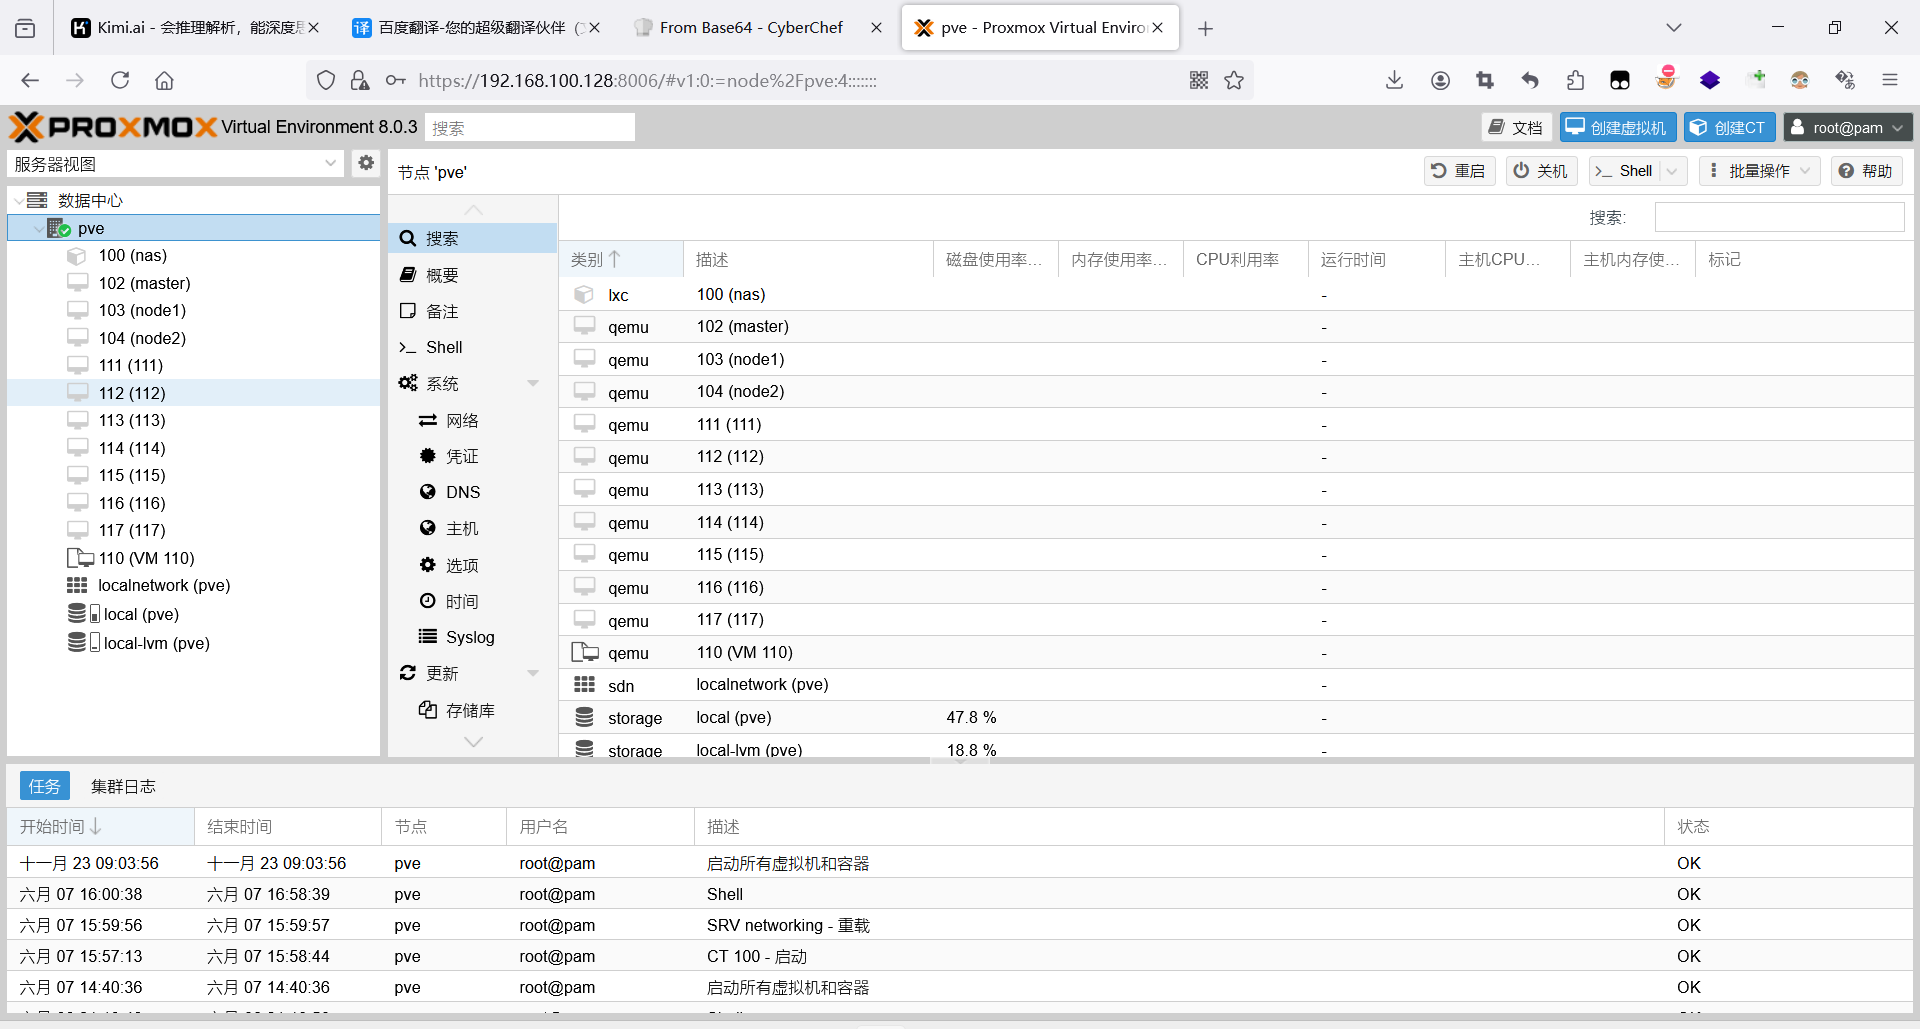 Kimi.ai - 会推理解析，能深度思
百度翻译-您的超级翻译伙伴（
From Base64 - CyberChef
pve - Proxmox Virtual Enviro
https://192.168.100.128:8006/#v1:0:=node%2Fpve:4:::::::
PROXMOX Virtual Environment 8.0.3
搜索
文档
创建虚拟机
创建CT
root@pam
服务器视图
节点 'pve'
重启
关机
Shell
批量操作
帮助
数据中心
pve
100 (nas)
102 (master)
103 (node1)
104 (node2)
111 (111)
112 (112)
113 (113)
114 (114)
115 (115)
116 (116)
117 (117)
110 (VM 110)
localnetwork (pve)
local (pve)
local-lvm (pve)
搜索
概要
备注
Shell
系统
网络
凭证
DNS
主机
选项
时间
Syslog
更新
存储库
搜索:
类别 描述 磁盘使用率... 内存使用率... CPU利用率 运行时间 主机CPU... 主机内存使... 标记
lxc 100 (nas) -
qemu 102 (master) -
qemu 103 (node1) -
qemu 104 (node2) -
qemu 111 (111) -
qemu 112 (112) -
qemu 113 (113) -
qemu 114 (114) -
qemu 115 (115) -
qemu 116 (116) -
qemu 117 (117) -
qemu 110 (VM 110) -
sdn localnetwork (pve) -
storage local (pve) 47.8 % -
storage local-lvm (pve) 18.8 % -
任务 集群日志
开始时间 结束时间 节点 用户名 描述 状态
十一月 23 09:03:56 十一月 23 09:03:56 pve root@pam 启动所有虚拟机和容器 OK
六月 07 16:00:38 六月 07 16:58:39 pve root@pam Shell OK
六月 07 15:59:56 六月 07 15:59:57 pve root@pam SRV networking - 重载 OK
六月 07 15:57:13 六月 07 15:58:44 pve root@pam CT 100 - 启动 OK
六月 07 14:40:36 六月 07 14:40:36 pve root@pam 启动所有虚拟机和容器 OK